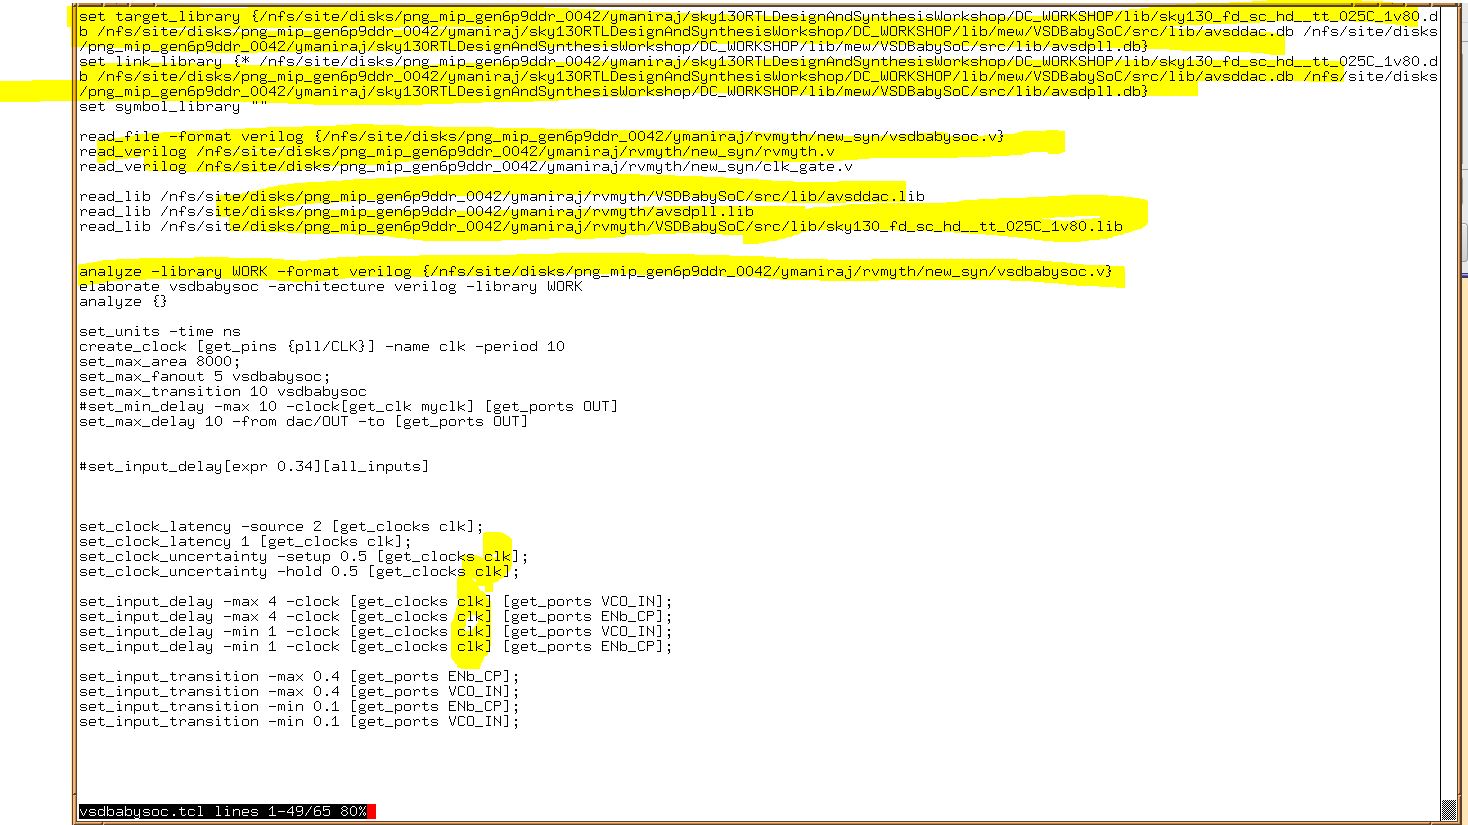 set target_library {/nfs/site/disks/png_mip_gen6p9ddr_0042/ymaniraj/sky130RTLDesignAndSynthesisWorkshop/DC_WORKSHOP/lib/sky130_fd_sc_hd__tt_025C_1v80.d
b /nfs/site/disks/png_mip_gen6p9ddr_0042/ymaniraj/sky130RTLDesignAndSynthesisWorkshop/DC_WORKSHOP/lib/mew/VSDBabySoC/src/lib/avsddac.db /nfs/site/disks
/png_mip_gen6p9ddr_0042/ymaniraj/sky130RTLDesignAndSynthesisWorkshop/DC_WORKSHOP/lib/mew/VSDBabySoC/src/lib/avsdpll.db}
set link_library {* /nfs/site/disks/png_mip_gen6p9ddr_0042/ymaniraj/sky130RTLDesignAndSynthesisWorkshop/DC_WORKSHOP/lib/sky130_fd_sc_hd__tt_025C_1v80.d
b /nfs/site/disks/png_mip_gen6p9ddr_0042/ymaniraj/sky130RTLDesignAndSynthesisWorkshop/DC_WORKSHOP/lib/mew/VSDBabySoC/src/lib/avsddac.db /nfs/site/disks
/png_mip_gen6p9ddr_0042/ymaniraj/sky130RTLDesignAndSynthesisWorkshop/DC_WORKSHOP/lib/mew/VSDBabySoC/src/lib/avsdpll.db}
set symbol_library ""
read_file -format verilog {/nfs/site/disks/png_mip_gen6p9ddr_0042/ymaniraj/rvmyth/new_syn/vsdbabysoc.v}
read_verilog /nfs/site/disks/png_mip_gen6p9ddr_0042/ymaniraj/rvmyth/new_syn/rvmyth.v
read_verilog /nfs/site/disks/png_mip_gen6p9ddr_0042/ymaniraj/rvmyth/new_syn/clk_gate.v
read_lib /nfs/site/disks/png_mip_gen6p9ddr_0042/ymaniraj/rvmyth/VSDBabySoC/src/lib/avsddac.lib
read_lib /nfs/site/disks/png_mip_gen6p9ddr_0042/ymaniraj/rvmyth/avsdpll.lib
read_lib /nfs/site/disks/png_mip_gen6p9ddr_0042/ymaniraj/rvmyth/VSDBabySoC/src/lib/sky130_fd_sc_hd__tt_025C_1v80.lib
analyze -library WORK -format verilog {/nfs/site/disks/png_mip_gen6p9ddr_0042/ymaniraj/rvmyth/new_syn/vsdbabysoc.v}
elaborate vsdbabysoc -architecture verilog -library WORK
analyze {}
set_units -time ns
create_clock [get_pins {pll/CLK}] -name clk -period 10
set_max_area 8000;
set_max_fanout 5 vsdbabysoc;
set_max_transition 10 vsdbabysoc
#set_min_delay -max 10 -clock[get_clk myclk] [get_ports OUT]
set_max_delay 10 -from dac/OUT -to [get_ports OUT]
#set_input_delay[expr 0.34][all_inputs]
set_clock_latency -source 2 [get_clocks clk];
set_clock_latency 1 [get_clocks clk];
set_clock_uncertainty -setup 0.5 [get_clocks clk];
set_clock_uncertainty -hold 0.5 [get_clocks clk];
set_input_delay -max 4 -clock [get_clocks clk] [get_ports VCO_IN];
set_input_delay -max 4 -clock [get_clocks clk] [get_ports ENb_CP];
set_input_delay -min 1 -clock [get_clocks clk] [get_ports VCO_IN];
set_input_delay -min 1 -clock [get_clocks clk] [get_ports ENb_CP];
set_input_transition -max 0.4 [get_ports ENb_CP];
set_input_transition -max 0.4 [get_ports VCO_IN];
set_input_transition -min 0.1 [get_ports ENb_CP];
set_input_transition -min 0.1 [get_ports VCO_IN];
vsdbabysoc.tcl lines 1-49/65 80%